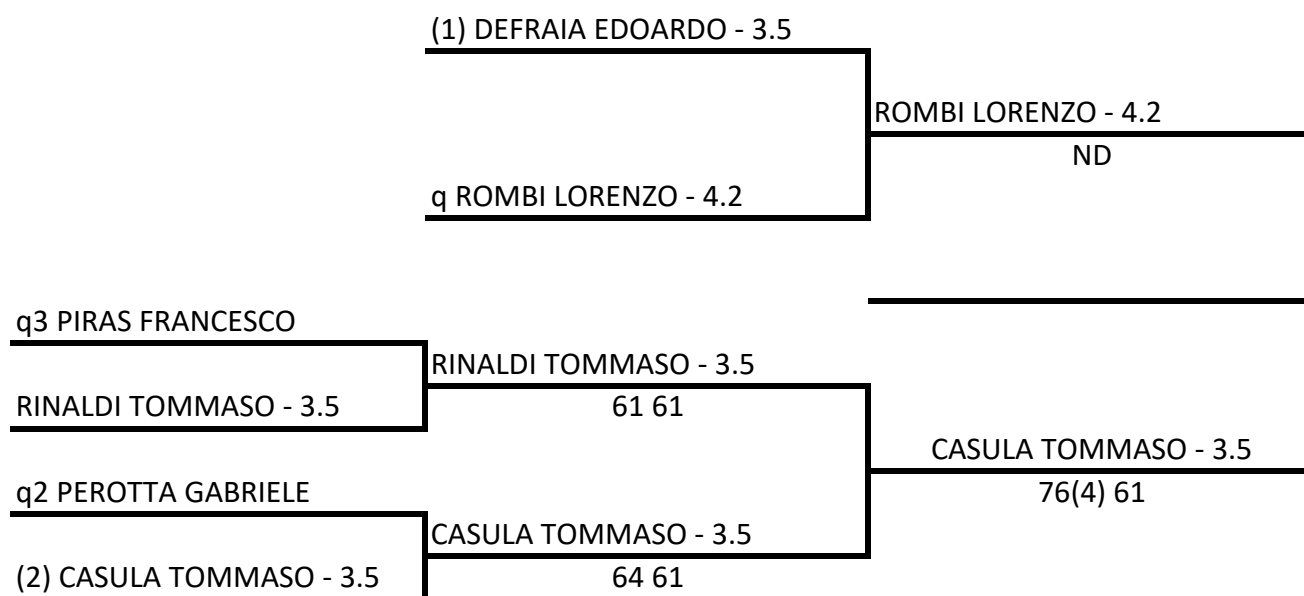 (1) DEFRAIA EDOARDO - 3.5
ROMBI LORENZO - 4.2
ND
q ROMBI LORENZO - 4.2
q3 PIRAS FRANCESCO
RINALDI TOMMASO - 3.5
RINALDI TOMMASO - 3.5
61 61
CASULA TOMMASO - 3.5
q2 PEROTTA GABRIELE
76(4) 61
CASULA TOMMASO - 3.5
(2) CASULA TOMMASO - 3.5
64 61